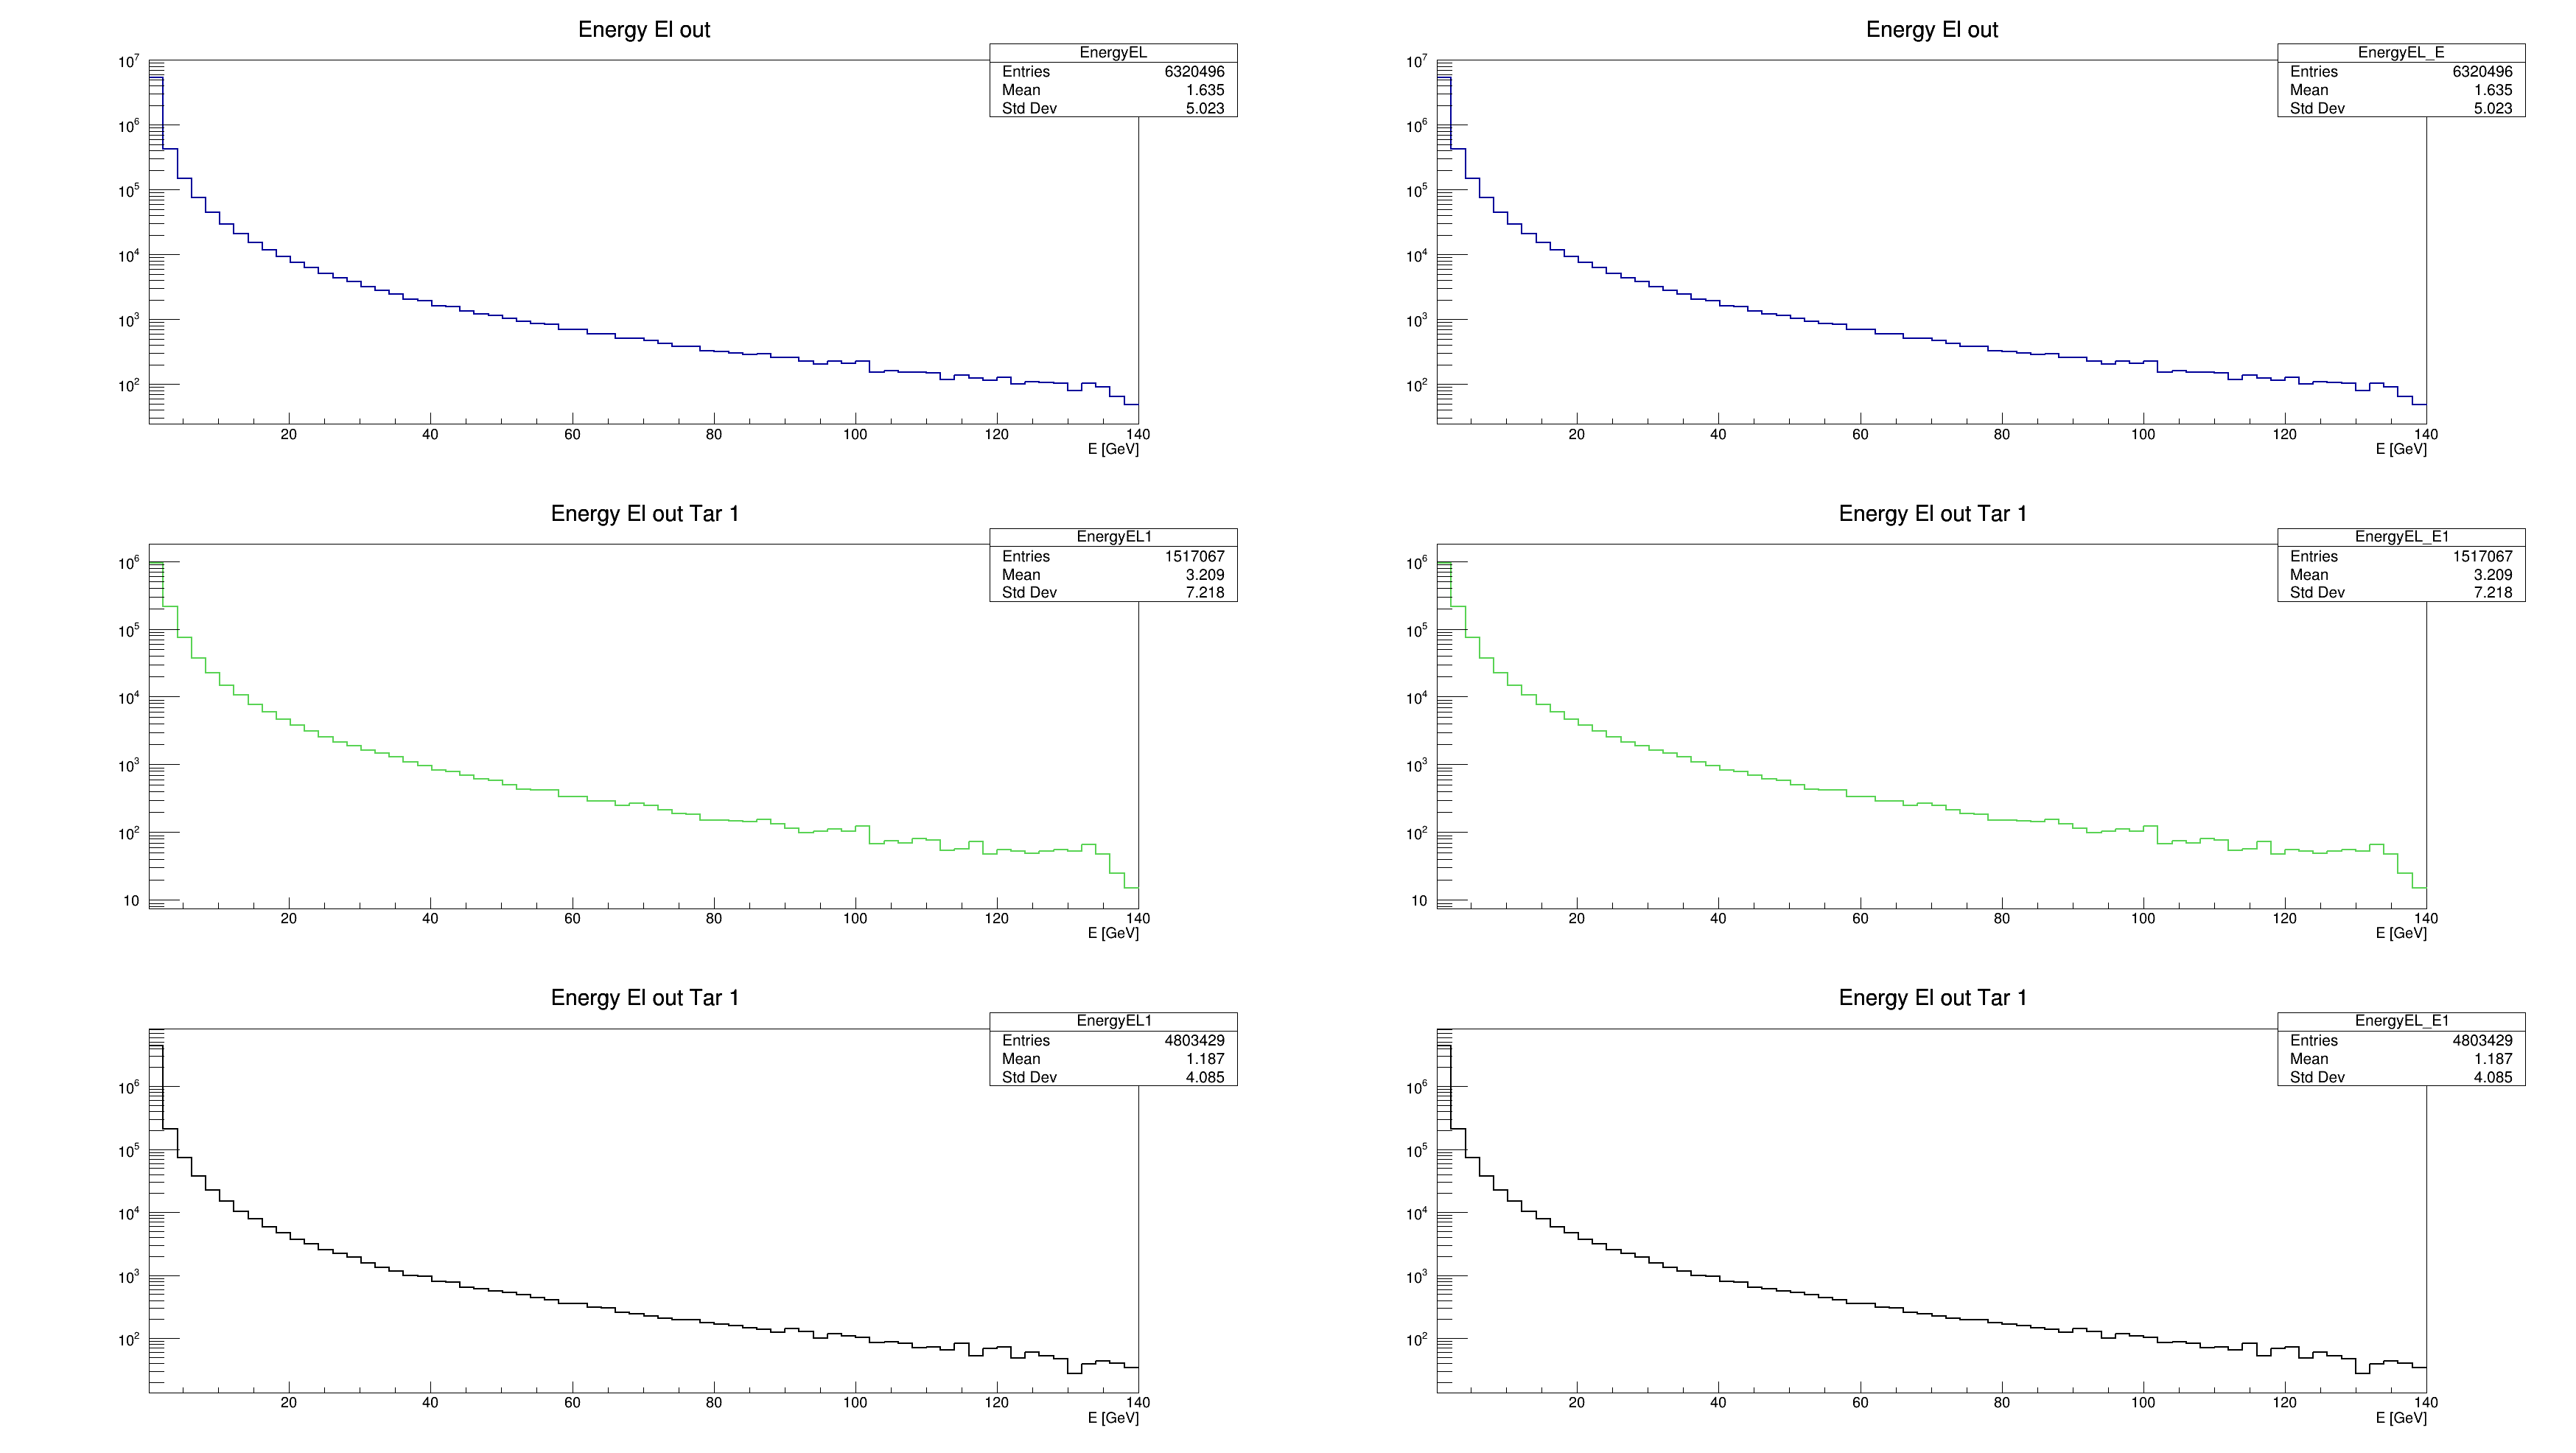 Energy El out
EnergyEL
Entries 6320496
Mean 1.635
Std Dev 5.023
10^7
10^6
10^5
10^4
10^3
10^2
20 40 60 80 100 120 140
E [GeV]
Energy El out
EnergyEL_E
Entries 6320496
Mean 1.635
Std Dev 5.023
10^7
10^6
10^5
10^4
10^3
10^2
20 40 60 80 100 120 140
E [GeV]
Energy El out Tar 1
EnergyEL1
Entries 1517067
Mean 3.209
Std Dev 7.218
10^6
10^5
10^4
10^3
10^2
10
20 40 60 80 100 120 140
E [GeV]
Energy El out Tar 1
EnergyEL_E1
Entries 1517067
Mean 3.209
Std Dev 7.218
10^6
10^5
10^4
10^3
10^2
10
20 40 60 80 100 120 140
E [GeV]
Energy El out Tar 1
EnergyEL1
Entries 4803429
Mean 1.187
Std Dev 4.085
10^6
10^5
10^4
10^3
10^2
20 40 60 80 100 120 140
E [GeV]
Energy El out Tar 1
EnergyEL_E1
Entries 4803429
Mean 1.187
Std Dev 4.085
10^6
10^5
10^4
10^3
10^2
20 40 60 80 100 120 140
E [GeV]